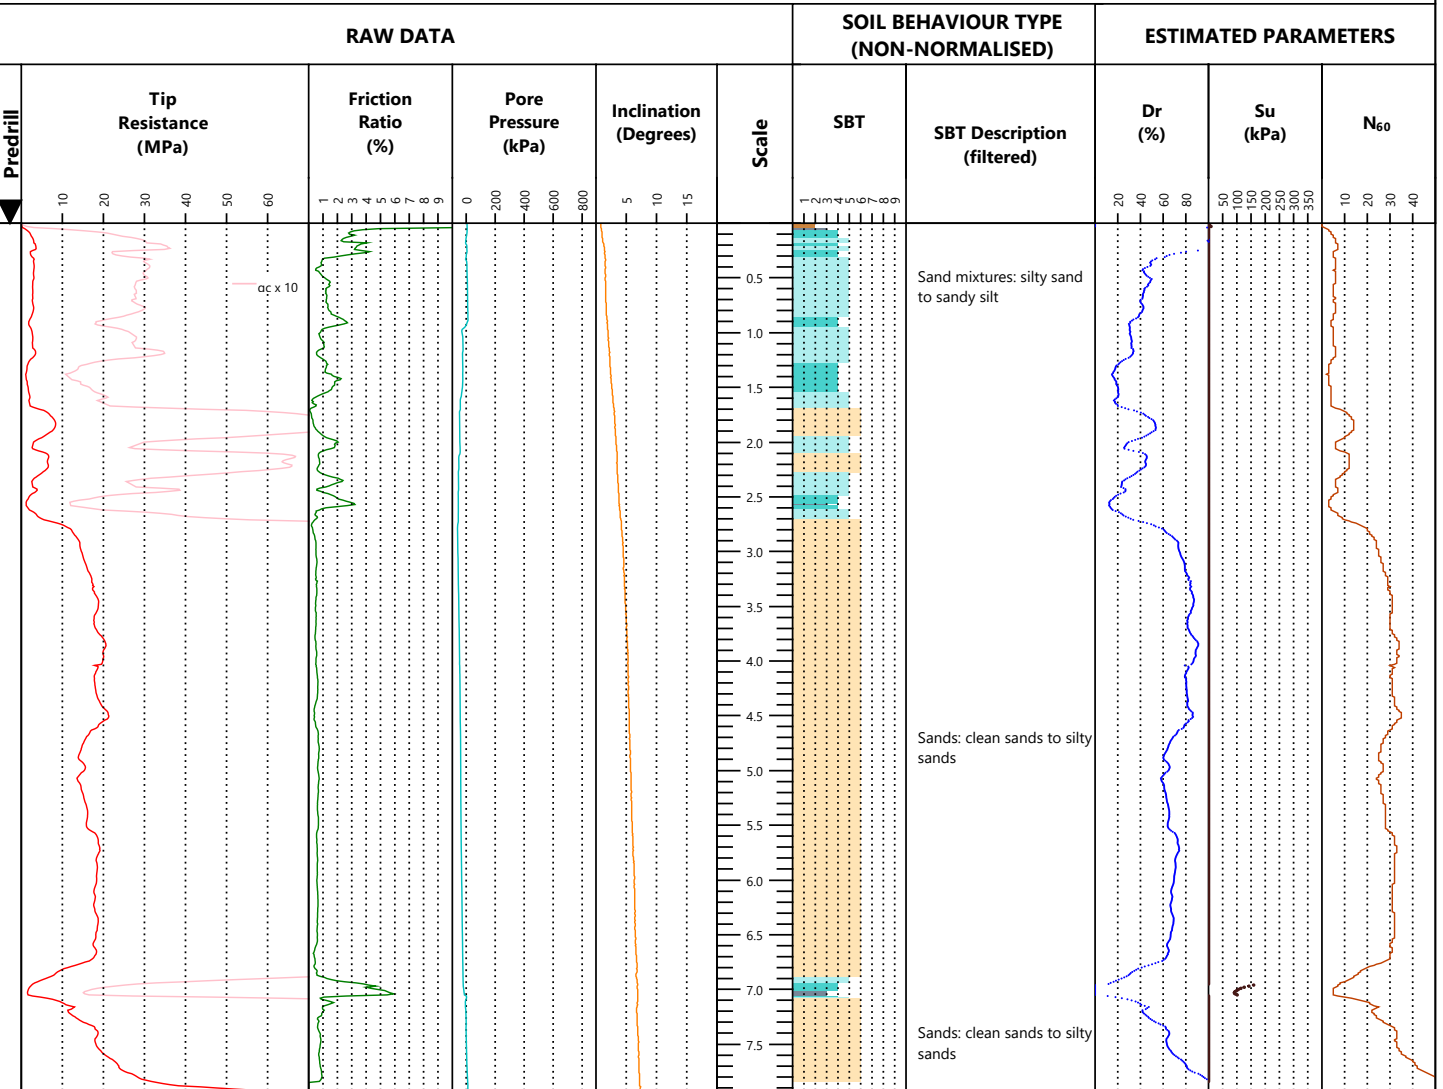 RAW DATA
SOIL BEHAVIOUR TYPE
(NON-NORMALISED)
ESTIMATED PARAMETERS
Predrill
Tip
Resistance
(MPa)
Friction
Ratio
(%)
Pore
Pressure
(kPa)
Inclination
(Degrees)
Scale
SBT
SBT Description
(filtered)
Dr
(%)
Su
(kPa)
N₆₀
10 20 30 40 50 60
1 2 3 4 5 6 7 8 9
0 200 400 600 800
5 10 15
1 2 3 4 5 6 7 8 9
20 40 60 80
50 100 150 200 250 300 350
10 20 30 40
qc x 10
0.5
1.0
1.5
2.0
2.5
3.0
3.5
4.0
4.5
5.0
5.5
6.0
6.5
7.0
7.5
Sand mixtures: silty sand
to sandy silt
Sands: clean sands to silty
sands
Sands: clean sands to silty
sands